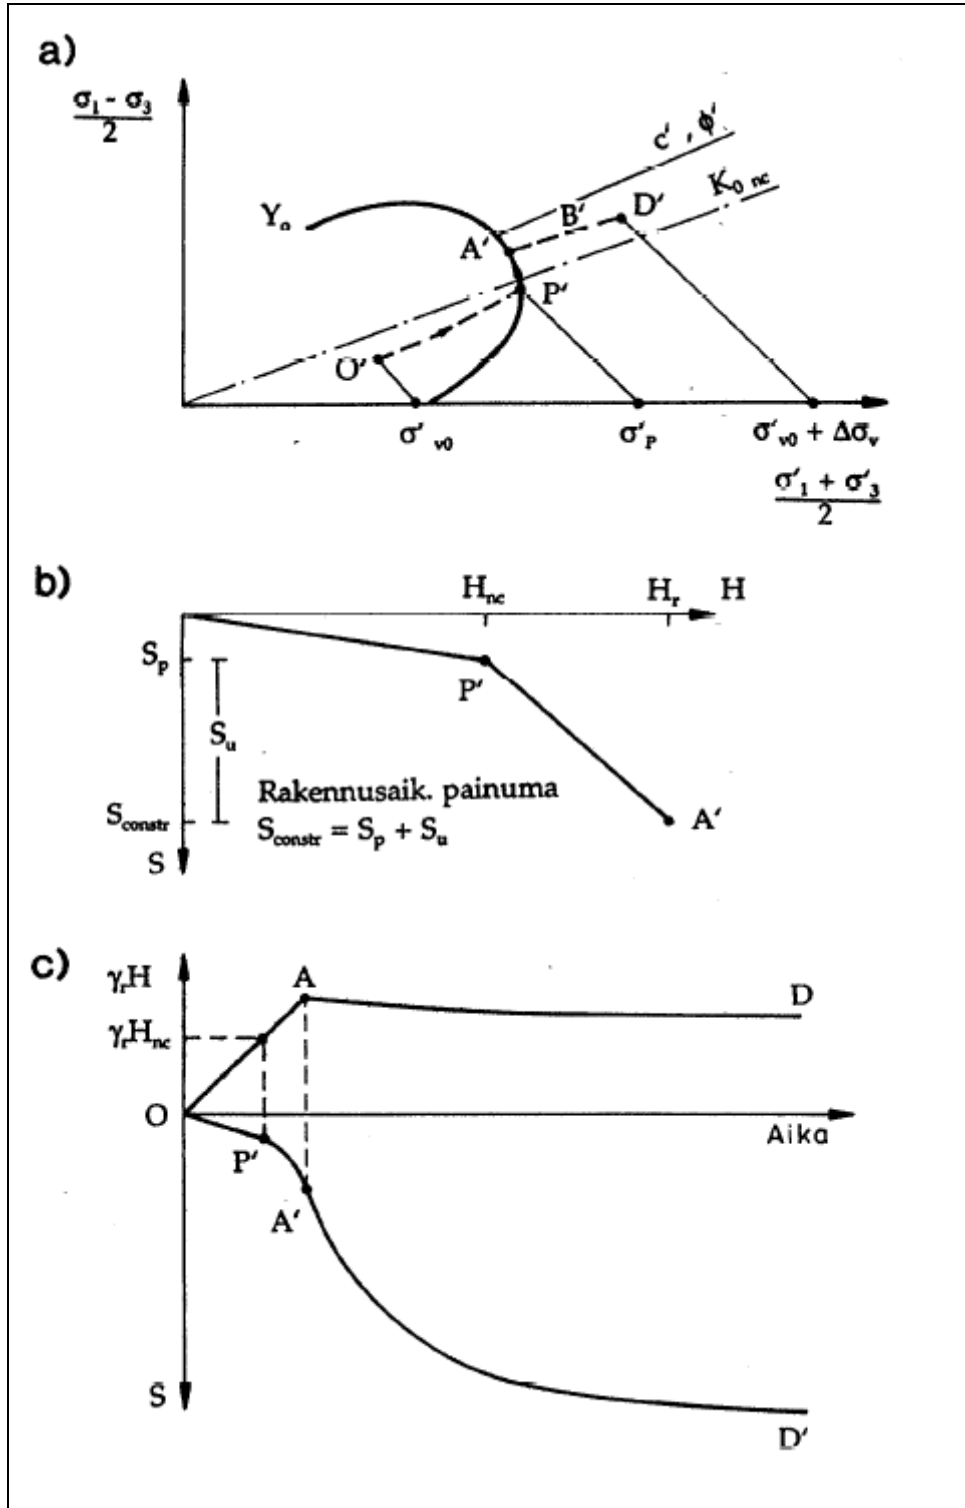 a)
σ₁ - σ₃
2
c' , ϕ'
K₀ nc
Yₒ
A'
B'
D'
P'
O'
σ'v0
σ'P
σ'v0 + Δσv
σ'₁ + σ'₃
2
b)
Hnc
Hr
H
Sp
P'
Su
Rakennusaik. painuma
Sconstr
Sconstr = Sp + Su
A'
S
c)
γrH
A
D
γrHnc
O
Aika
P'
A'
S
D'